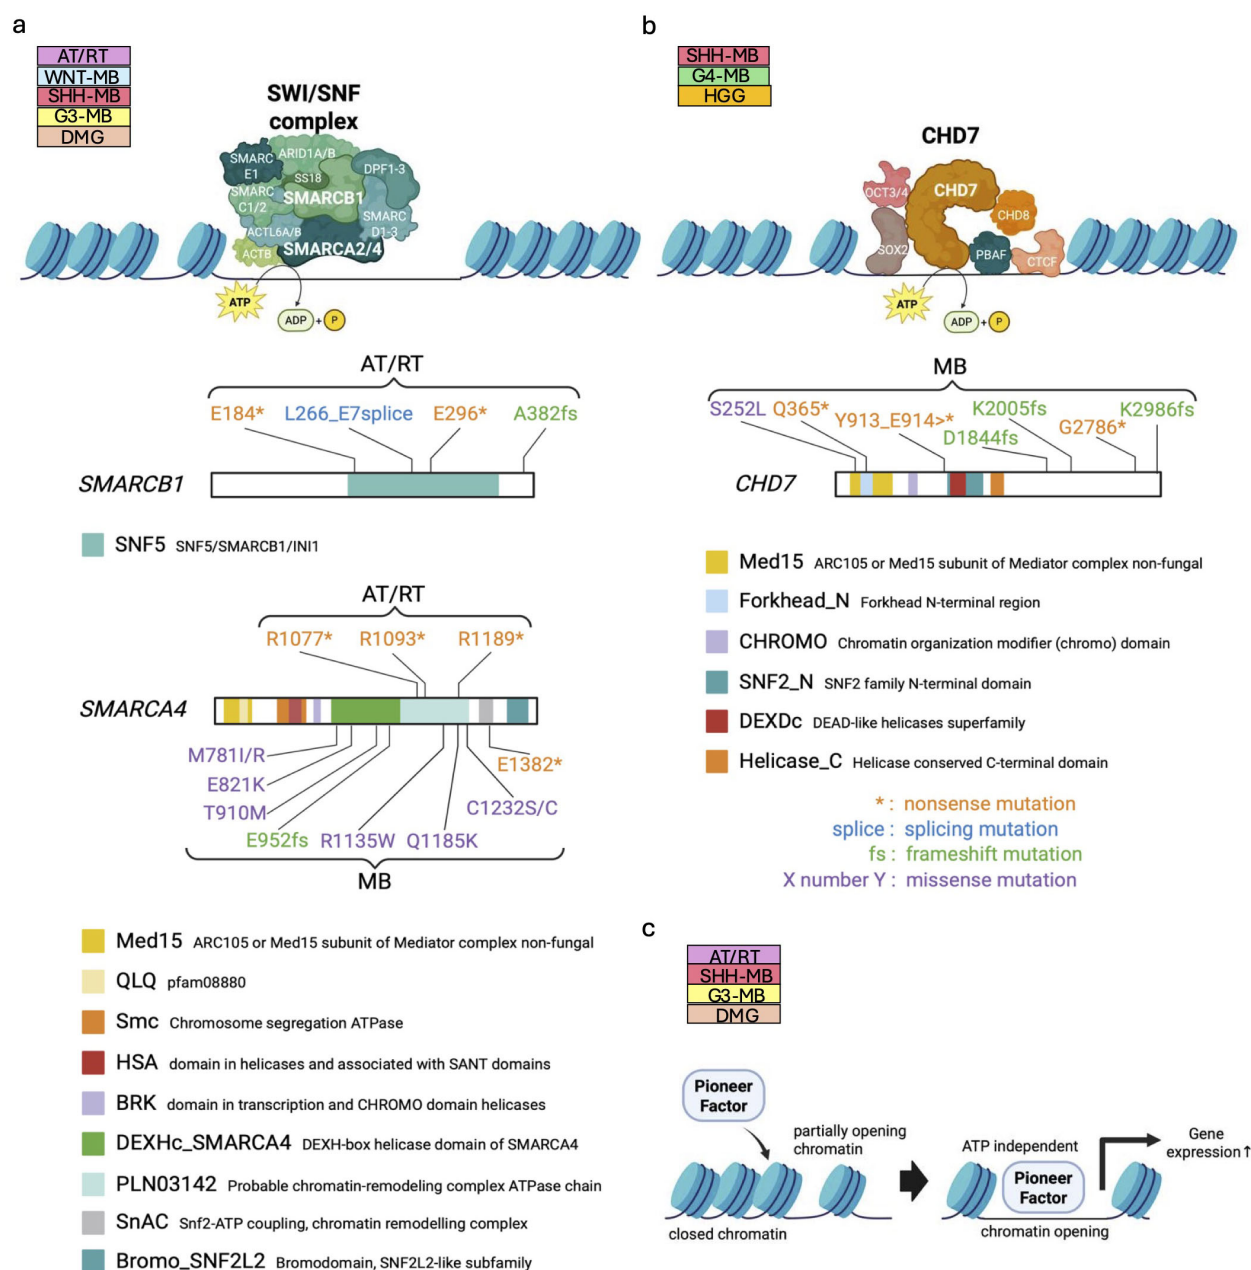 a
AT/RT
WNT-MB
SHH-MB
G3-MB
DMG
SWI/SNF
complex
SMARC
E1
ARID1A/B
DPF1-3
SS18
SMARC
C1/2
SMARCB1
SMARC
D1-3
ACTL6A/B
SMARCA2/4
ACTB
ATP
ADP
+
P
AT/RT
E184*
L266_E7splice
E296*
A382fs
SMARCB1
SNF5 SNF5/SMARCB1/INI1
AT/RT
R1077*
R1093*
R1189*
SMARCA4
M781I/R
E821K
T910M
E952fs
R1135W
Q1185K
C1232S/C
E1382*
MB
Med15 ARC105 or Med15 subunit of Mediator complex non-fungal
QLQ pfam08880
Smc Chromosome segregation ATPase
HSA domain in helicases and associated with SANT domains
BRK domain in transcription and CHROMO domain helicases
DEXHc_SMARCA4 DEXH-box helicase domain of SMARCA4
PLN03142 Probable chromatin-remodeling complex ATPase chain
SnAC Snf2-ATP coupling, chromatin remodelling complex
Bromo_SNF2L2 Bromodomain, SNF2L2-like subfamily
b
SHH-MB
G4-MB
HGG
CHD7
OCT3/4
CHD7
CHD8
SOX2
PBAF
CTCF
ATP
ADP
+
P
MB
S252L
Q365*
Y913_E914>*
K2005fs
D1844fs
G2786*
K2986fs
CHD7
Med15 ARC105 or Med15 subunit of Mediator complex non-fungal
Forkhead_N Forkhead N-terminal region
CHROMO Chromatin organization modifier (chromo) domain
SNF2_N SNF2 family N-terminal domain
DEXDc DEAD-like helicases superfamily
Helicase_C Helicase conserved C-terminal domain
* : nonsense mutation
splice : splicing mutation
fs : frameshift mutation
X number Y : missense mutation
c
AT/RT
SHH-MB
G3-MB
DMG
Pioneer
Factor
partially opening
chromatin
closed chromatin
ATP independent
Pioneer
Factor
chromatin opening
Gene
expression↑